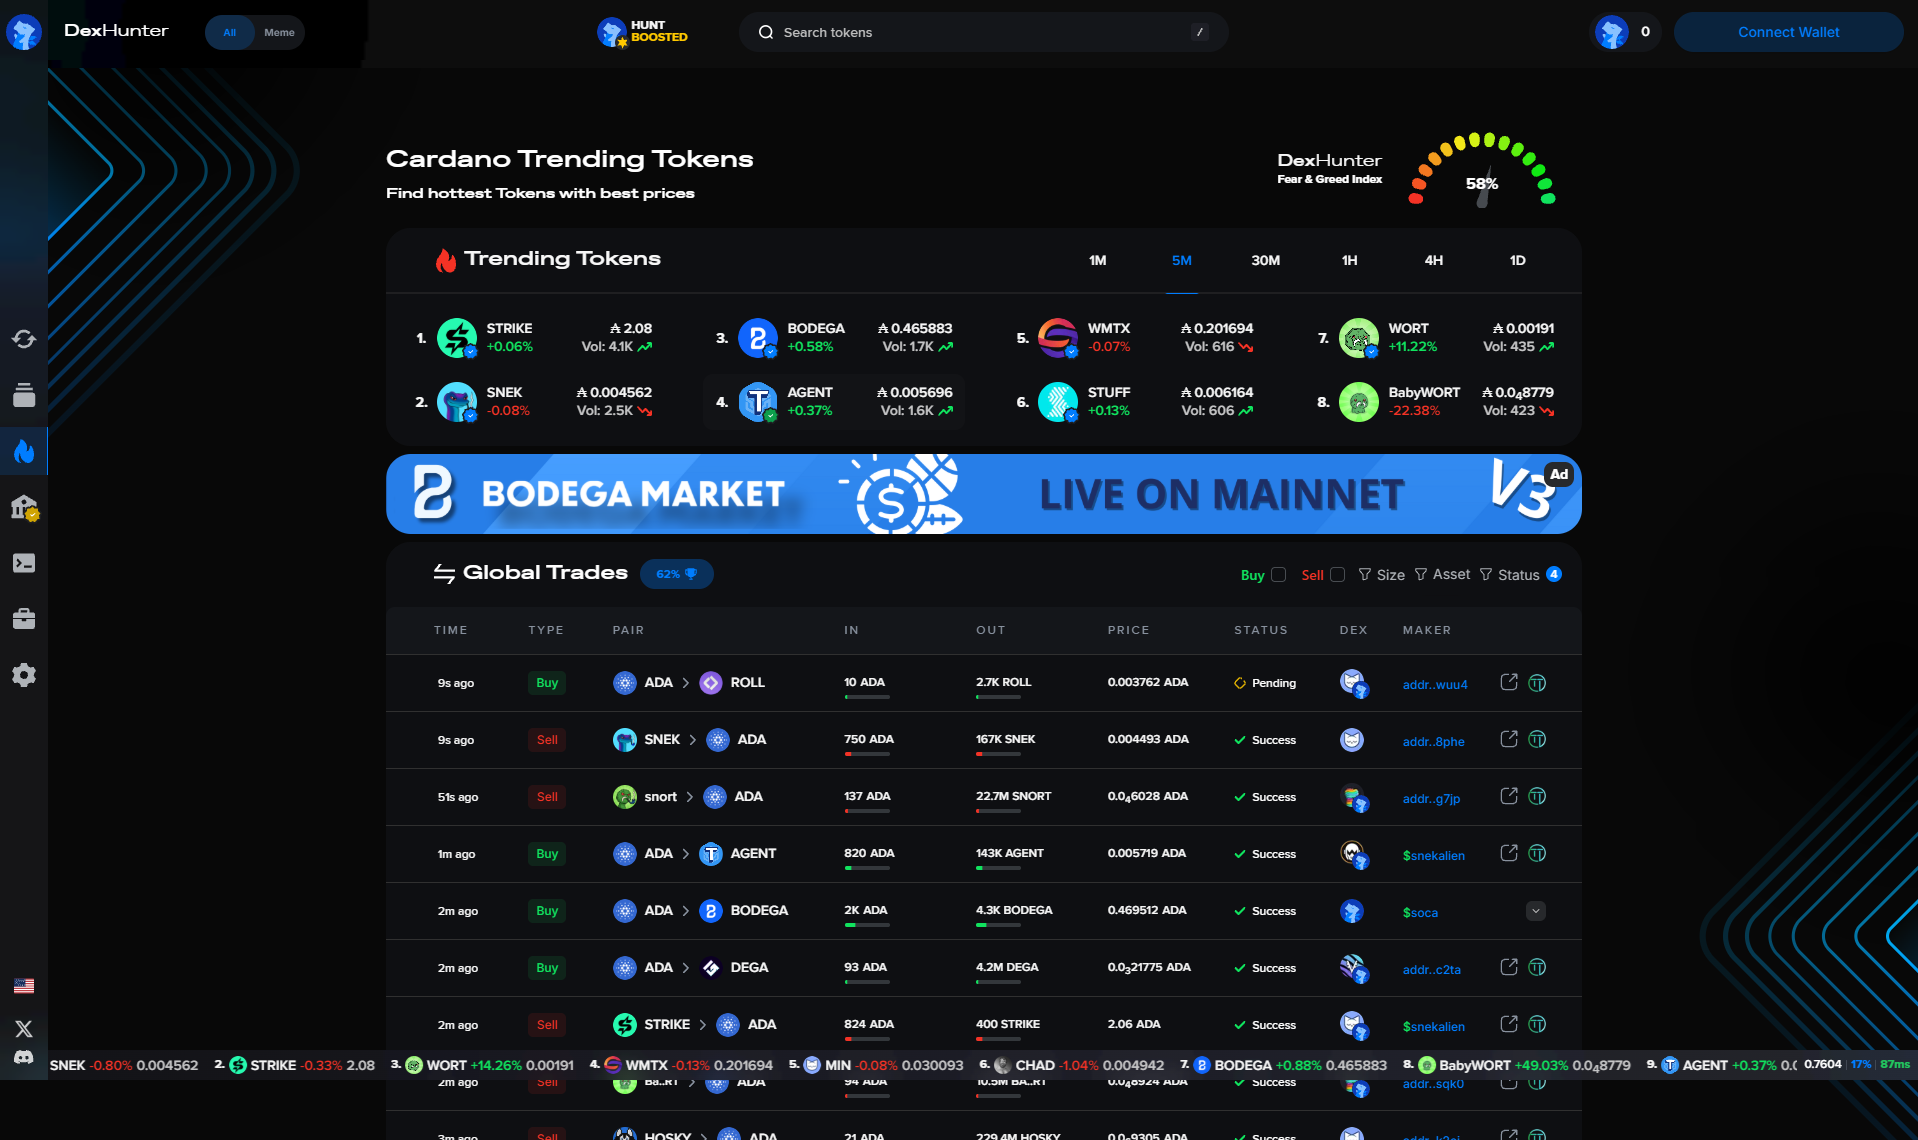 DexHunter
All
Meme
HUNT
BOOSTED
Search tokens
/
0
Connect Wallet
Cardano Trending Tokens
Find hottest Tokens with best prices
DexHunter
Fear & Greed Index
58%
Trending Tokens
1M 5M 30M 1H 4H 1D
1. STRIKE ₳ 2.08
+0.06% Vol: 4.1K
3. BODEGA ₳ 0.465883
+0.58% Vol: 1.7K
5. WMTX ₳ 0.201694
-0.07% Vol: 616
7. WORT ₳ 0.00191
+11.22% Vol: 435
2. SNEK ₳ 0.004562
-0.08% Vol: 2.5K
4. AGENT ₳ 0.005696
+0.37% Vol: 1.6K
6. STUFF ₳ 0.006164
+0.13% Vol: 606
8. BabyWORT ₳ 0.0₄8779
-22.38% Vol: 423
BODEGA MARKET LIVE ON MAINNET V3 Ad
Global Trades 62% Buy Sell Size Asset Status 4
TIME TYPE PAIR IN OUT PRICE STATUS DEX MAKER
9s ago Buy ADA > ROLL 10 ADA 2.7K ROLL 0.003762 ADA Pending addr..wuu4
9s ago Sell SNEK > ADA 750 ADA 167K SNEK 0.004493 ADA Success addr..8phe
51s ago Sell snort > ADA 137 ADA 22.7M SNORT 0.0₄6028 ADA Success addr..g7jp
1m ago Buy ADA > AGENT 820 ADA 143K AGENT 0.005719 ADA Success $snekalien
2m ago Buy ADA > BODEGA 2K ADA 4.3K BODEGA 0.469512 ADA Success $soca
2m ago Buy ADA > DEGA 93 ADA 4.2M DEGA 0.0₃21775 ADA Success addr..c2ta
2m ago Sell STRIKE > ADA 824 ADA 400 STRIKE 2.06 ADA Success $snekalien
SNEK -0.80% 0.004562 2. STRIKE -0.33% 2.08 3. WORT +14.26% 0.00191 4. WMTX -0.13% 0.201694 5. MIN -0.08% 0.030093 6. CHAD -1.04% 0.004942 7. BODEGA +0.88% 0.465883 8. BabyWORT +49.03% 0.0₄8779 9. AGENT +0.37% 0.0 0.7604 17% 87ms
2m ago Sell Ba..RT > ADA 94 ADA 10.5M BA..RT 0.0₄8924 ADA Success addr..sqk0
3m ago Sell HOSKY > ADA 21 ADA 229.4M HOSKY Success